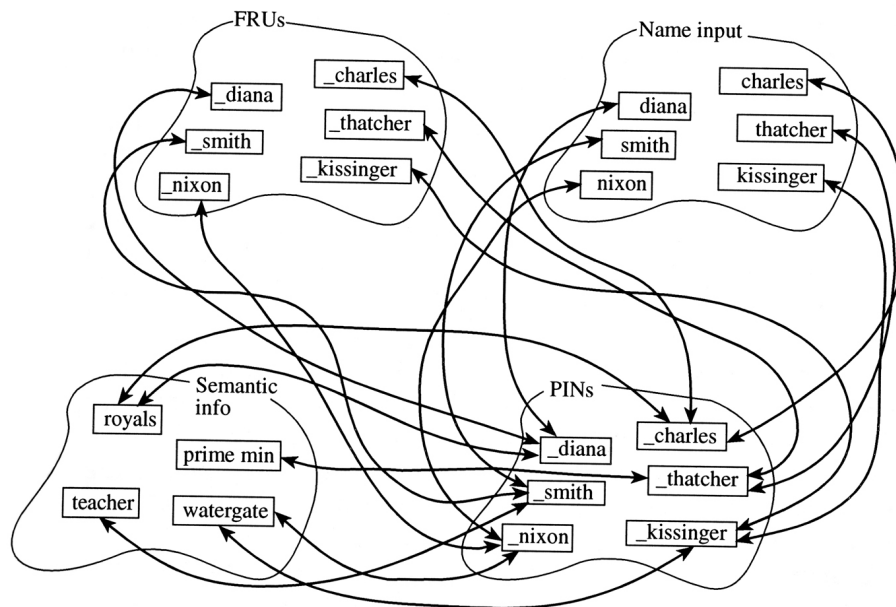 FRUs
_charles
_diana
_thatcher
_smith
_kissinger
_nixon
Name input
charles
diana
thatcher
smith
kissinger
nixon
Semantic
info
royals
prime min
teacher
watergate
PINs
_charles
_diana
_thatcher
_smith
_nixon
_kissinger